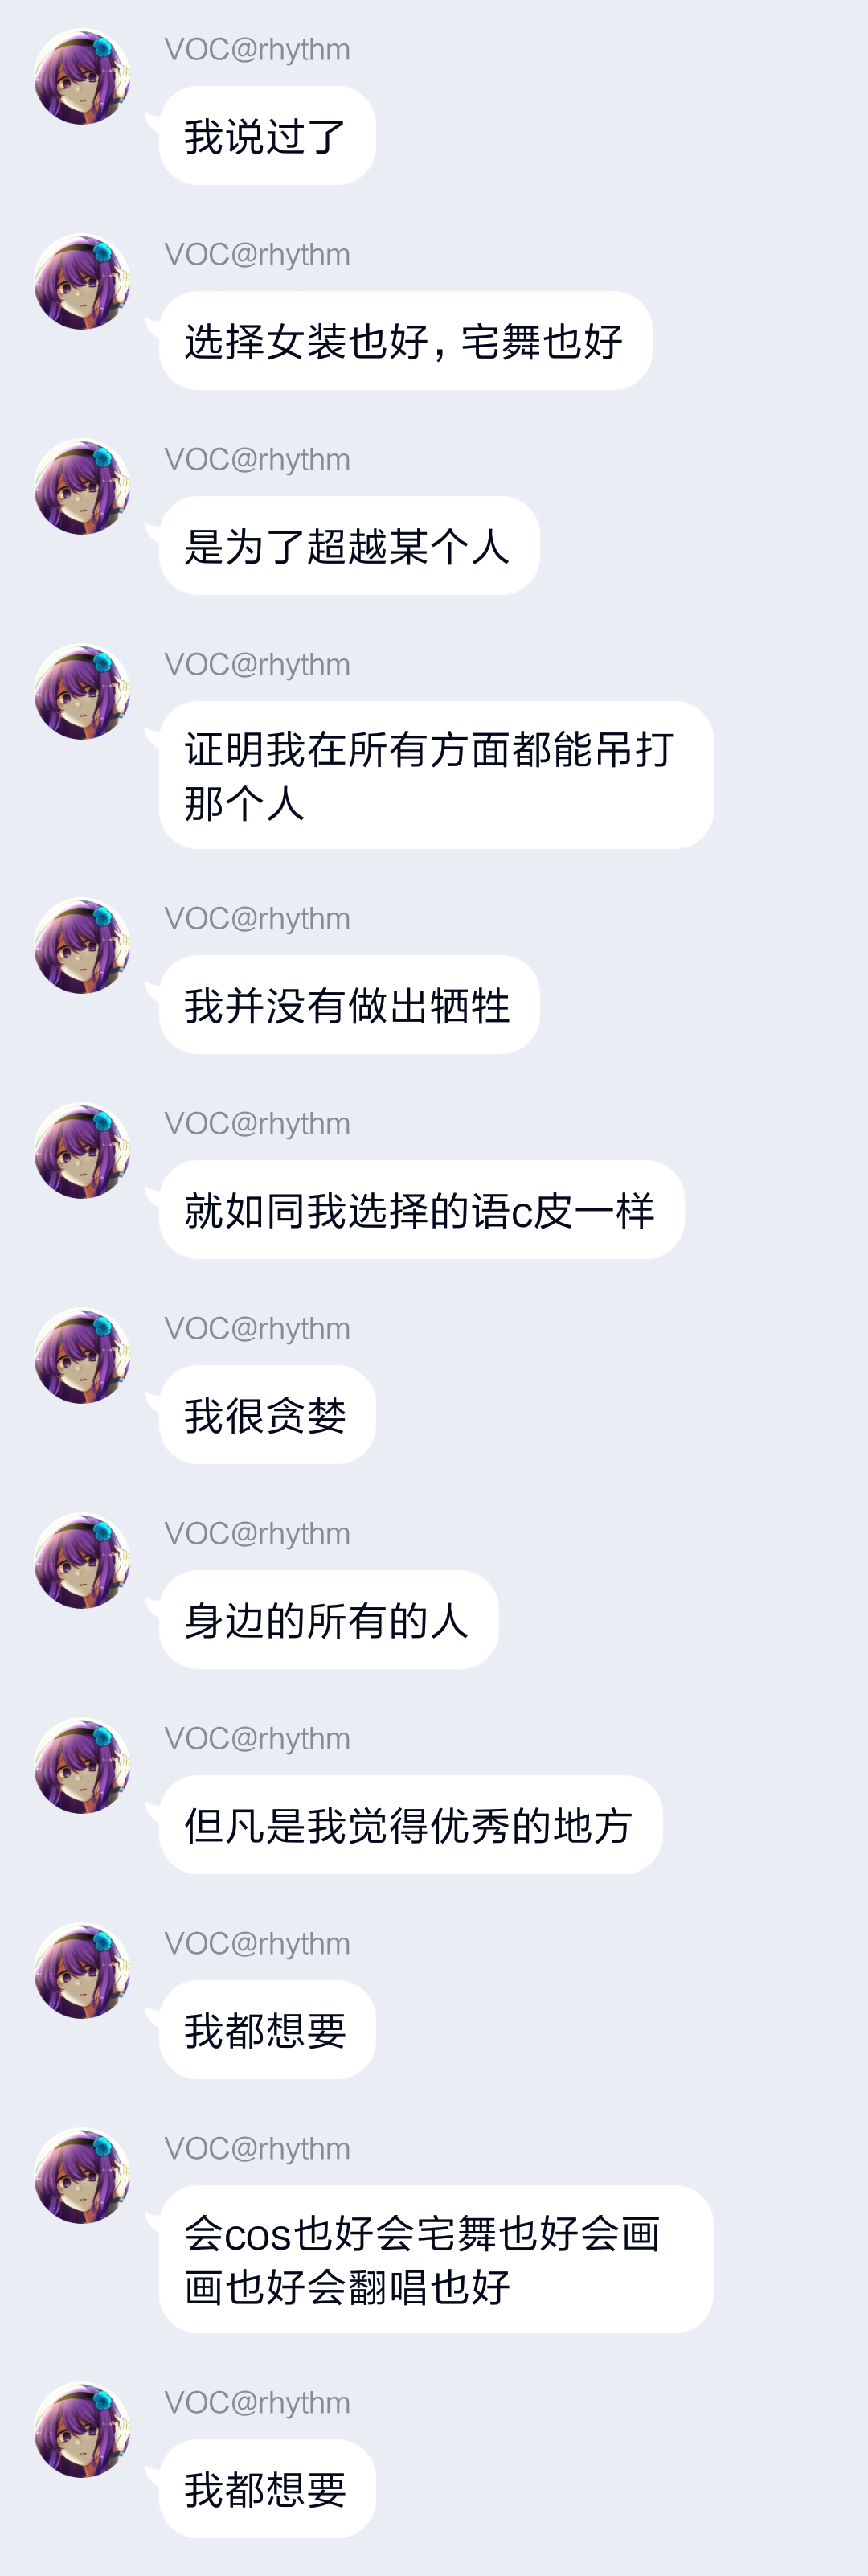 VOC@rhythm
我说过了
VOC@rhythm
选择女装也好，宅舞也好
VOC@rhythm
是为了超越某个人
VOC@rhythm
证明我在所有方面都能吊打
那个人
VOC@rhythm
我并没有做出牺牲
VOC@rhythm
就如同我选择的语c皮一样
VOC@rhythm
我很贪婪
VOC@rhythm
身边的所有的人
VOC@rhythm
但凡是我觉得优秀的地方
VOC@rhythm
我都想要
VOC@rhythm
会cos也好会宅舞也好会画
画也好会翻唱也好
VOC@rhythm
我都想要